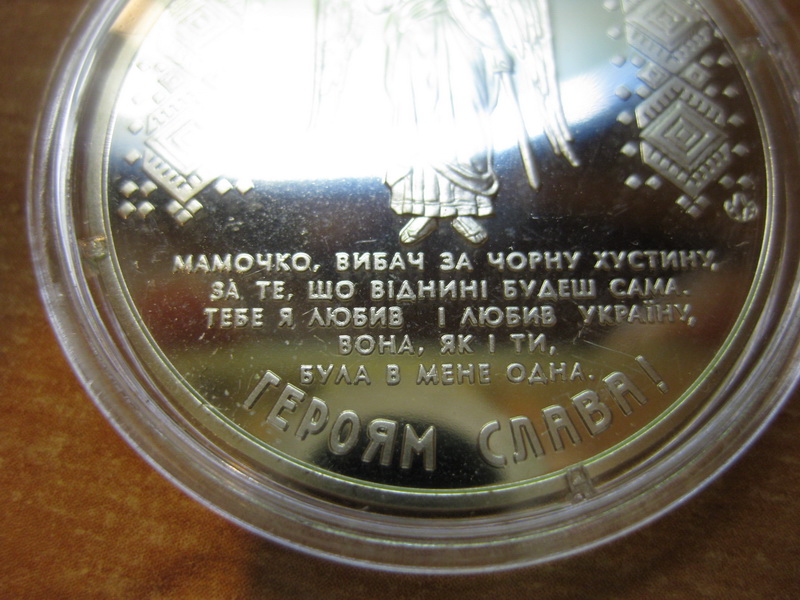 МАМОЧКО, ВИБАЧ ЗА ЧОРНУ ХУСТИНУ,
ЗА ТЕ, ЩО ВІДНИНІ БУДЕШ САМА.
ТЕБЕ Я ЛЮБИВ І ЛЮБИВ УКРАЇНУ,
ВОНА, ЯК І ТИ,
БУЛА В МЕНЕ ОДНА.
ГЕРОЯМ СЛАВА!